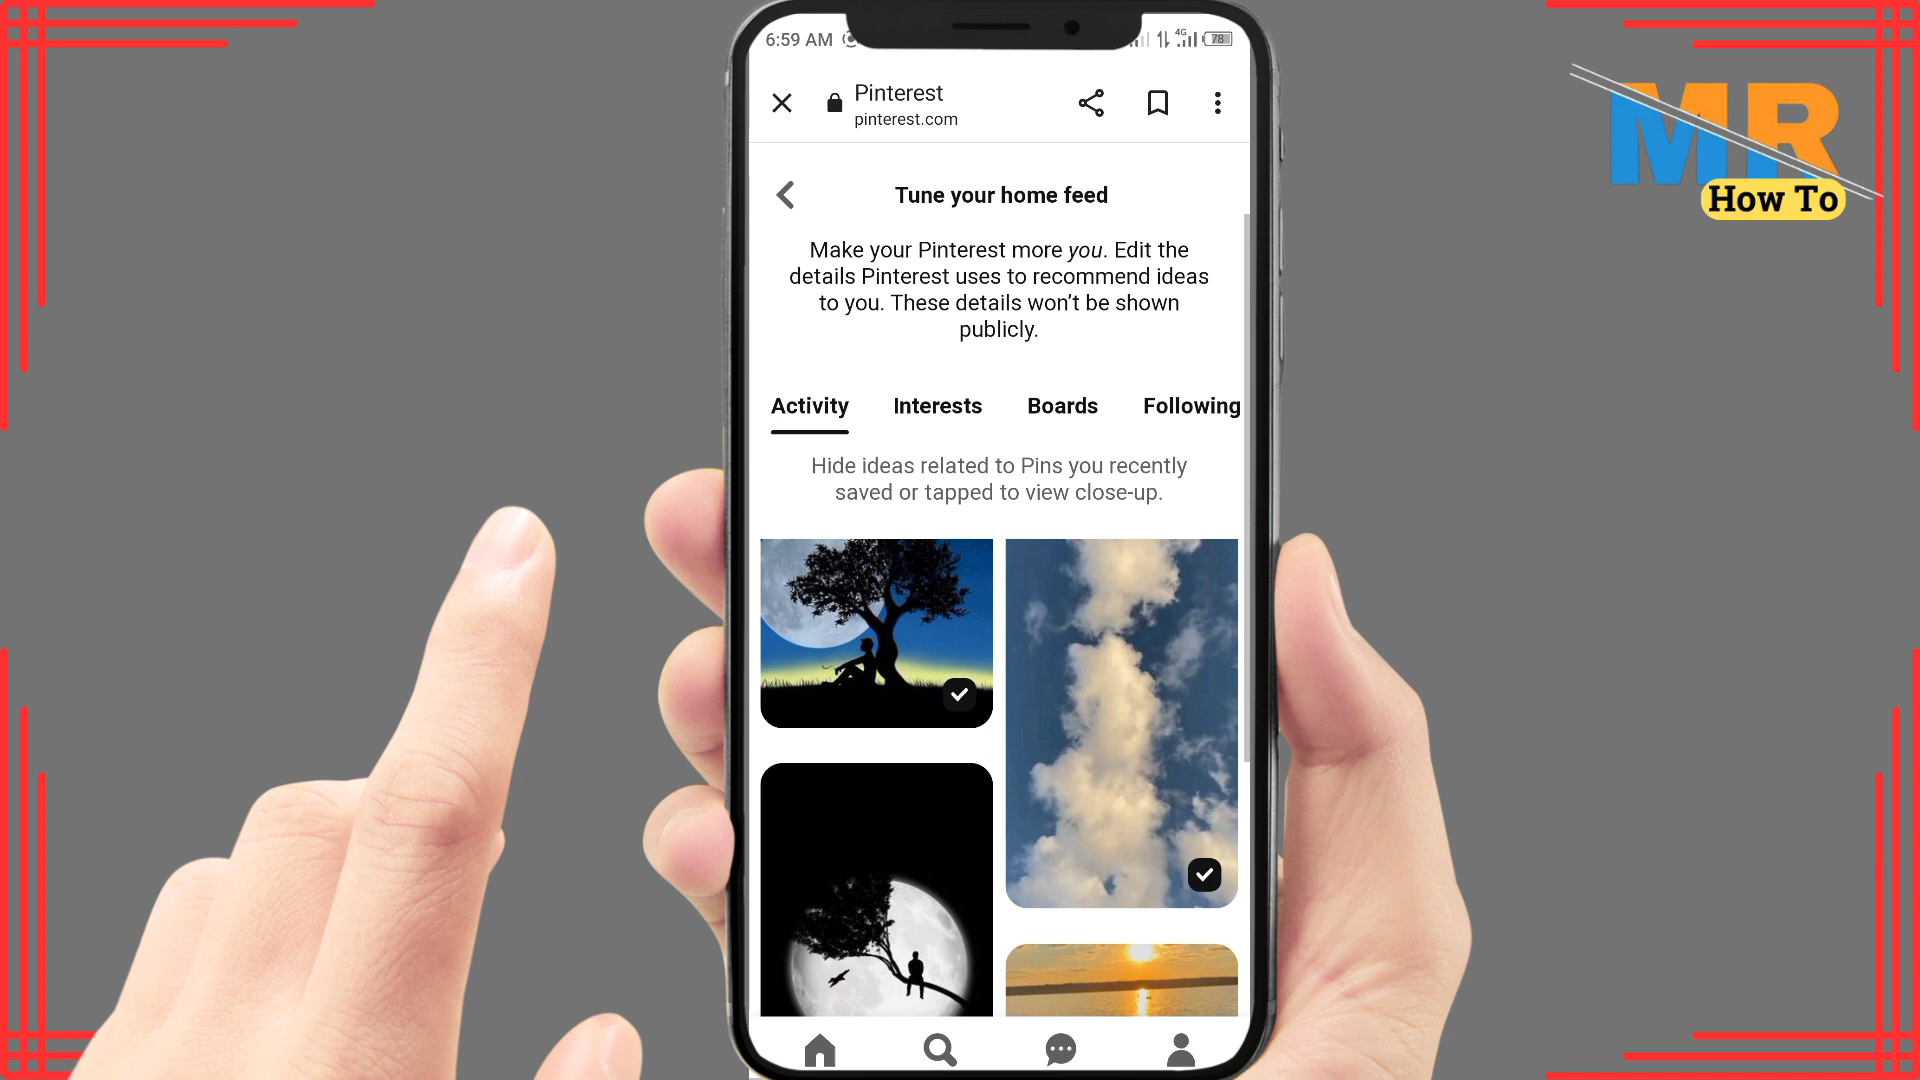 6:59 AM
4G
78
Pinterest
pinterest.com
Tune your home feed
Make your Pinterest more you. Edit the
details Pinterest uses to recommend ideas
to you. These details won’t be shown
publicly.
Activity Interests Boards Following
Hide ideas related to Pins you recently
saved or tapped to view close-up.
MR
How To